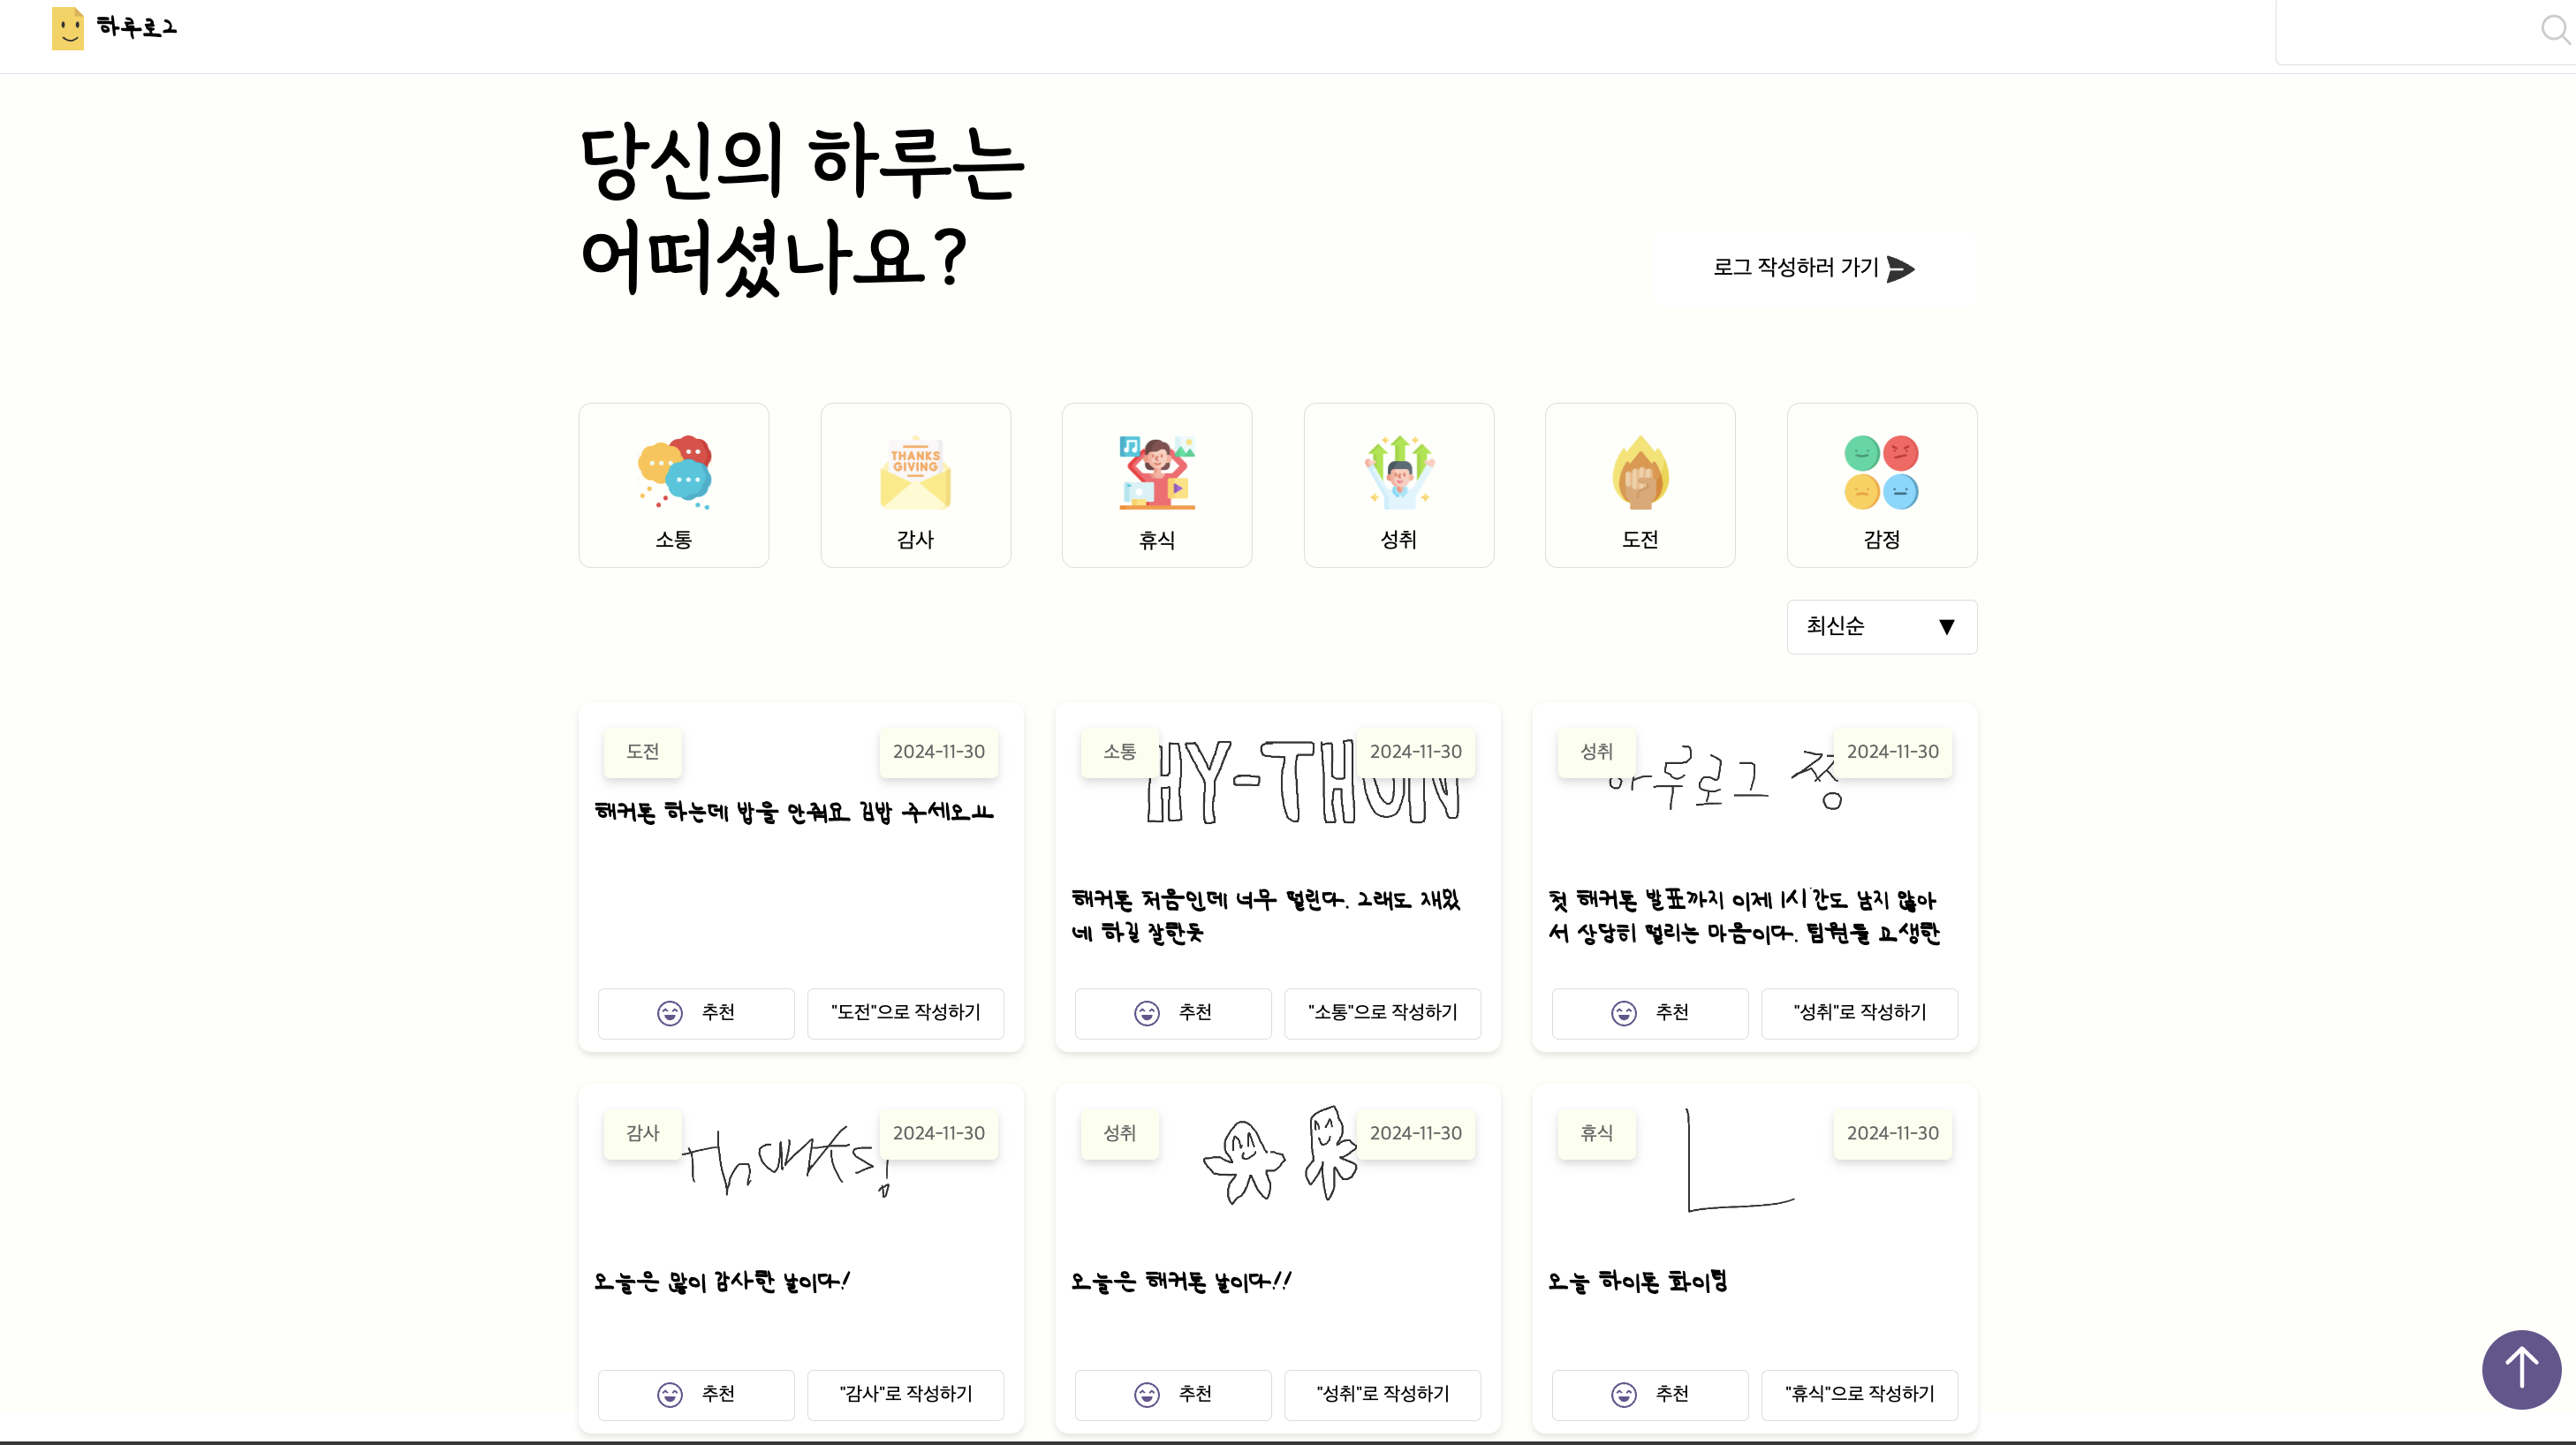 하루로그
당신의 하루는
어떠셨나요?
로그 작성하러 가기
THANKS
GIVING
소통
감사
휴식
성취
도전
감정
최신순 ▼
도전
2024-11-30
해커톤 하는데 밥을 안줘요 김밥 주세오ㅛ
추천
"도전"으로 작성하기
소통
2024-11-30
HY-THON
해커톤 처음인데 너무 떨린다. 그래도 재밌
네 하길 잘한듯
추천
"소통"으로 작성하기
성취
2024-11-30
하루로그 짱
첫 해커톤 발표까지 이제 1시간도 남지 않아
서 상당히 떨리는 마음이다. 팀원들 고생한
추천
"성취"로 작성하기
감사
2024-11-30
Thanks!
오늘은 많이 감사한 날이다!
추천
"감사"로 작성하기
성취
2024-11-30
오늘은 해커톤 날이다!!
추천
"성취"로 작성하기
휴식
2024-11-30
오늘 하이톤 화이팅
추천
"휴식"으로 작성하기